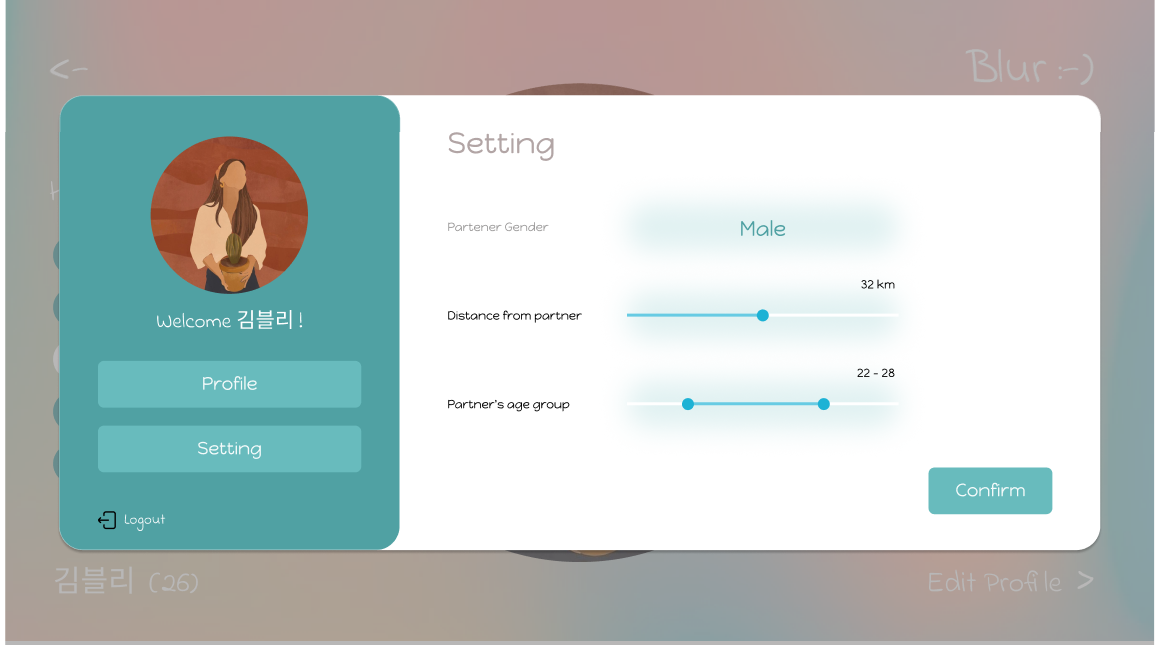 <-
Blur :-)
Setting
Partener Gender
Male
32 km
Distance from partner
22 - 28
Partner's age group
Confirm
Welcome 김블리 !
Profile
Setting
Logout
김블리 (26)
Edit Profile >